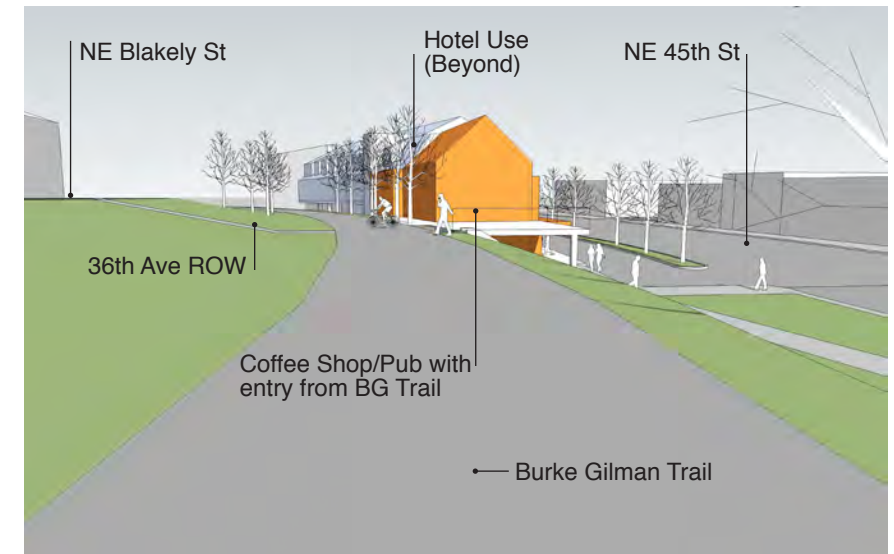 NE Blakely St
Hotel Use
(Beyond)
NE 45th St
36th Ave ROW
Coffee Shop/Pub with
entry from BG Trail
Burke Gilman Trail